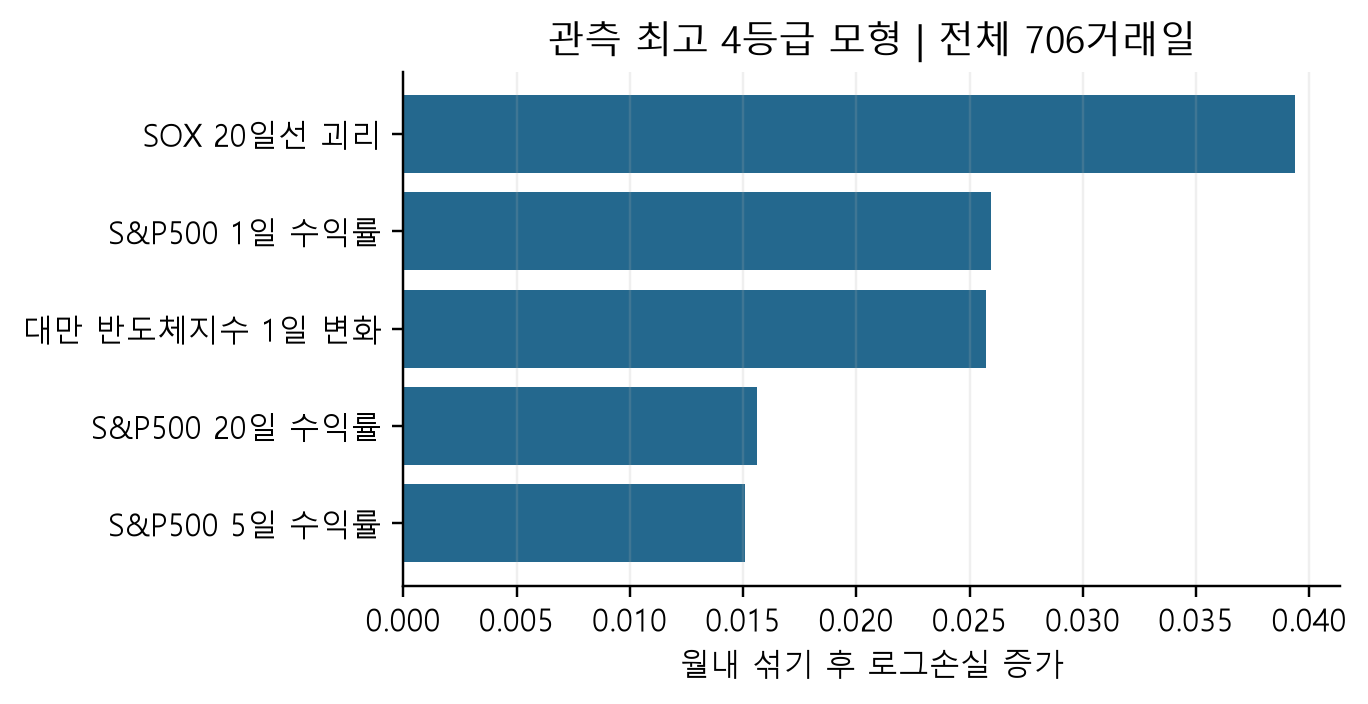 관측 최고 4등급 모형 | 전체 706거래일
SOX 20일선 괴리
S&P500 1일 수익률
대만 반도체지수 1일 변화
S&P500 20일 수익률
S&P500 5일 수익률
0.000 0.005 0.010 0.015 0.020 0.025 0.030 0.035 0.040
월내 섞기 후 로그손실 증가